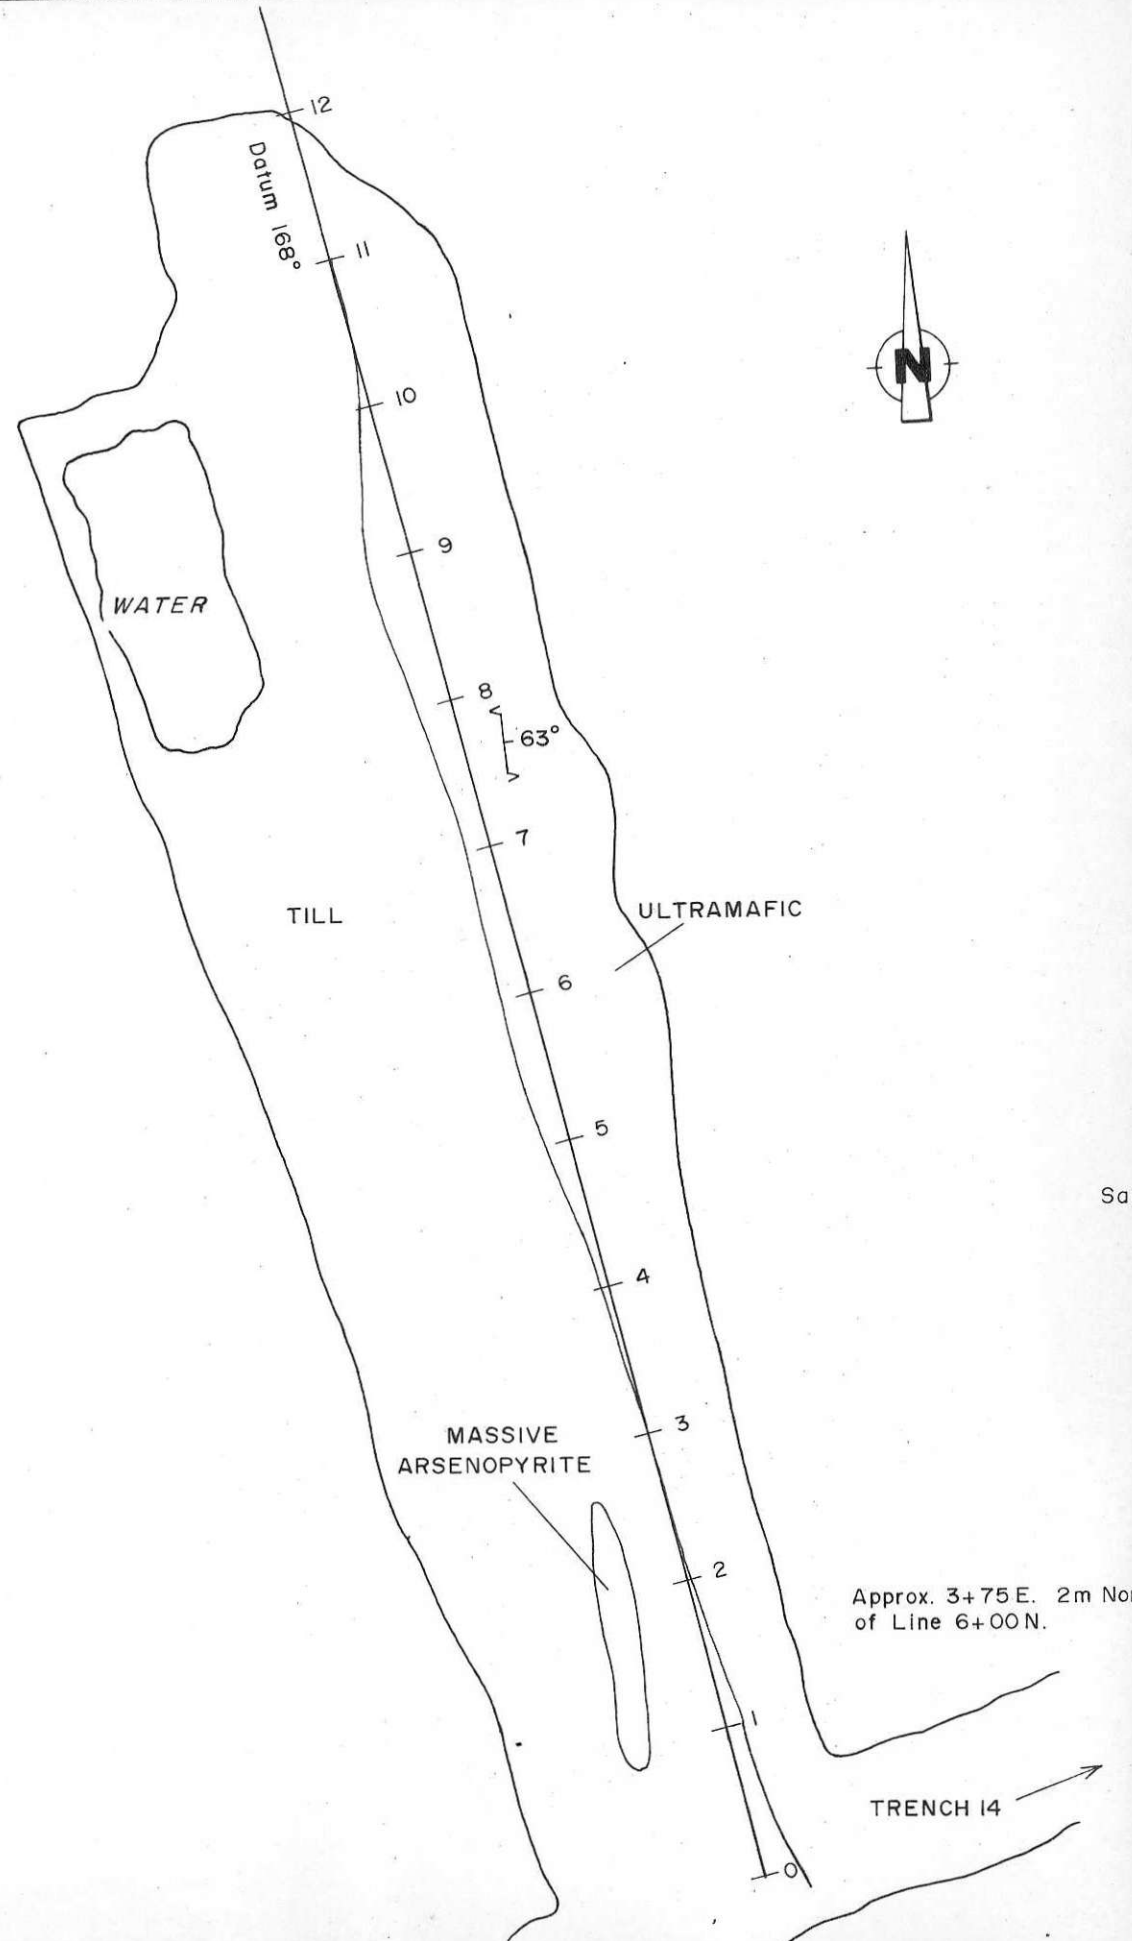 12
Datum 168°
11
N
10
9
WATER
8
63°
7
TILL
ULTRAMAFIC
6
5
Sa
4
MASSIVE
ARSENOPYRITE
3
2
Approx. 3+75 E. 2m Nor
of Line 6+00 N.
1
TRENCH 14
0